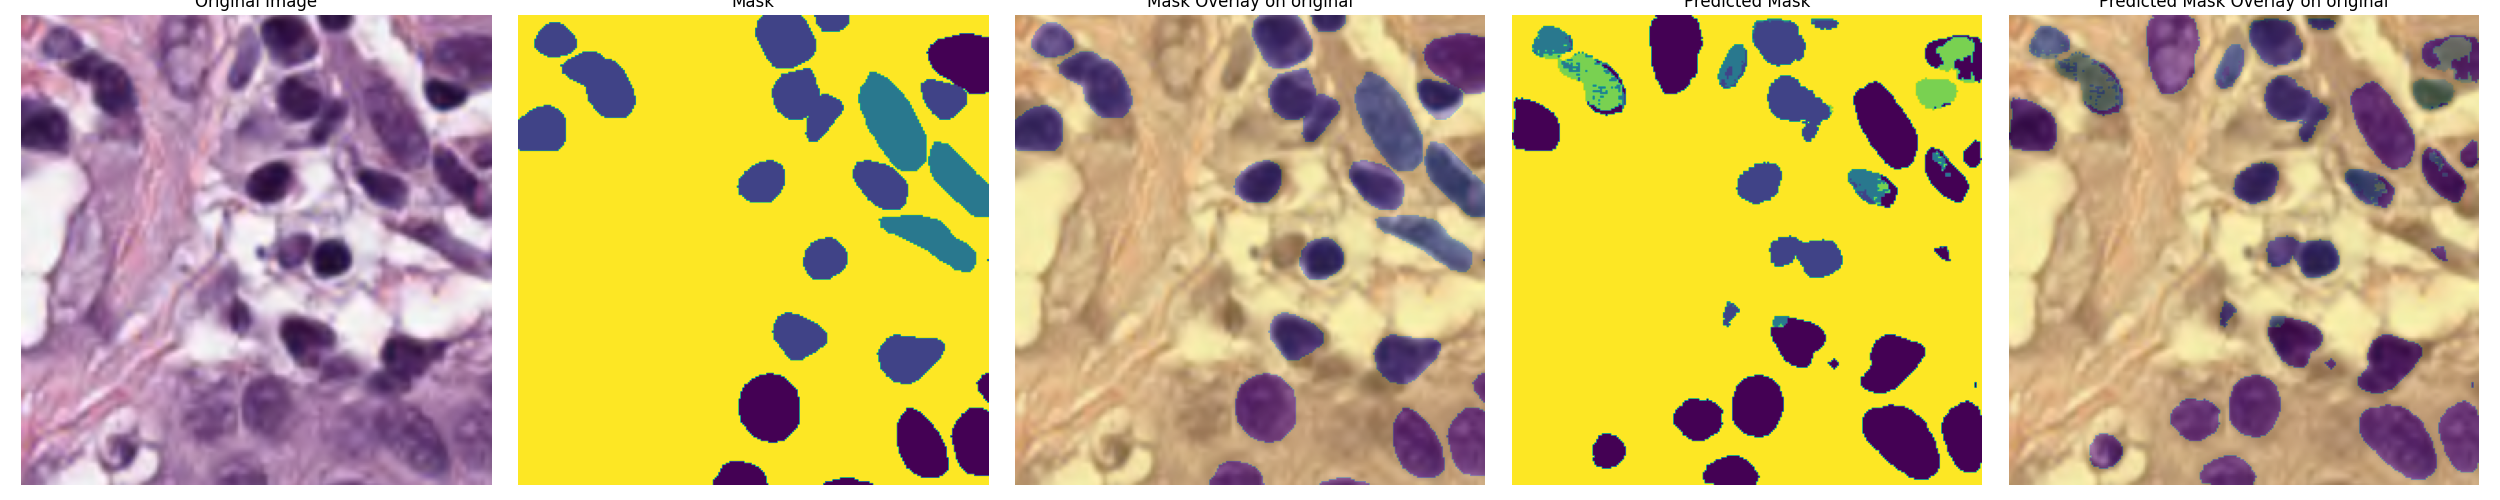 Original Image
Mask
Mask Overlay on original
Predicted Mask
Predicted Mask Overlay on original